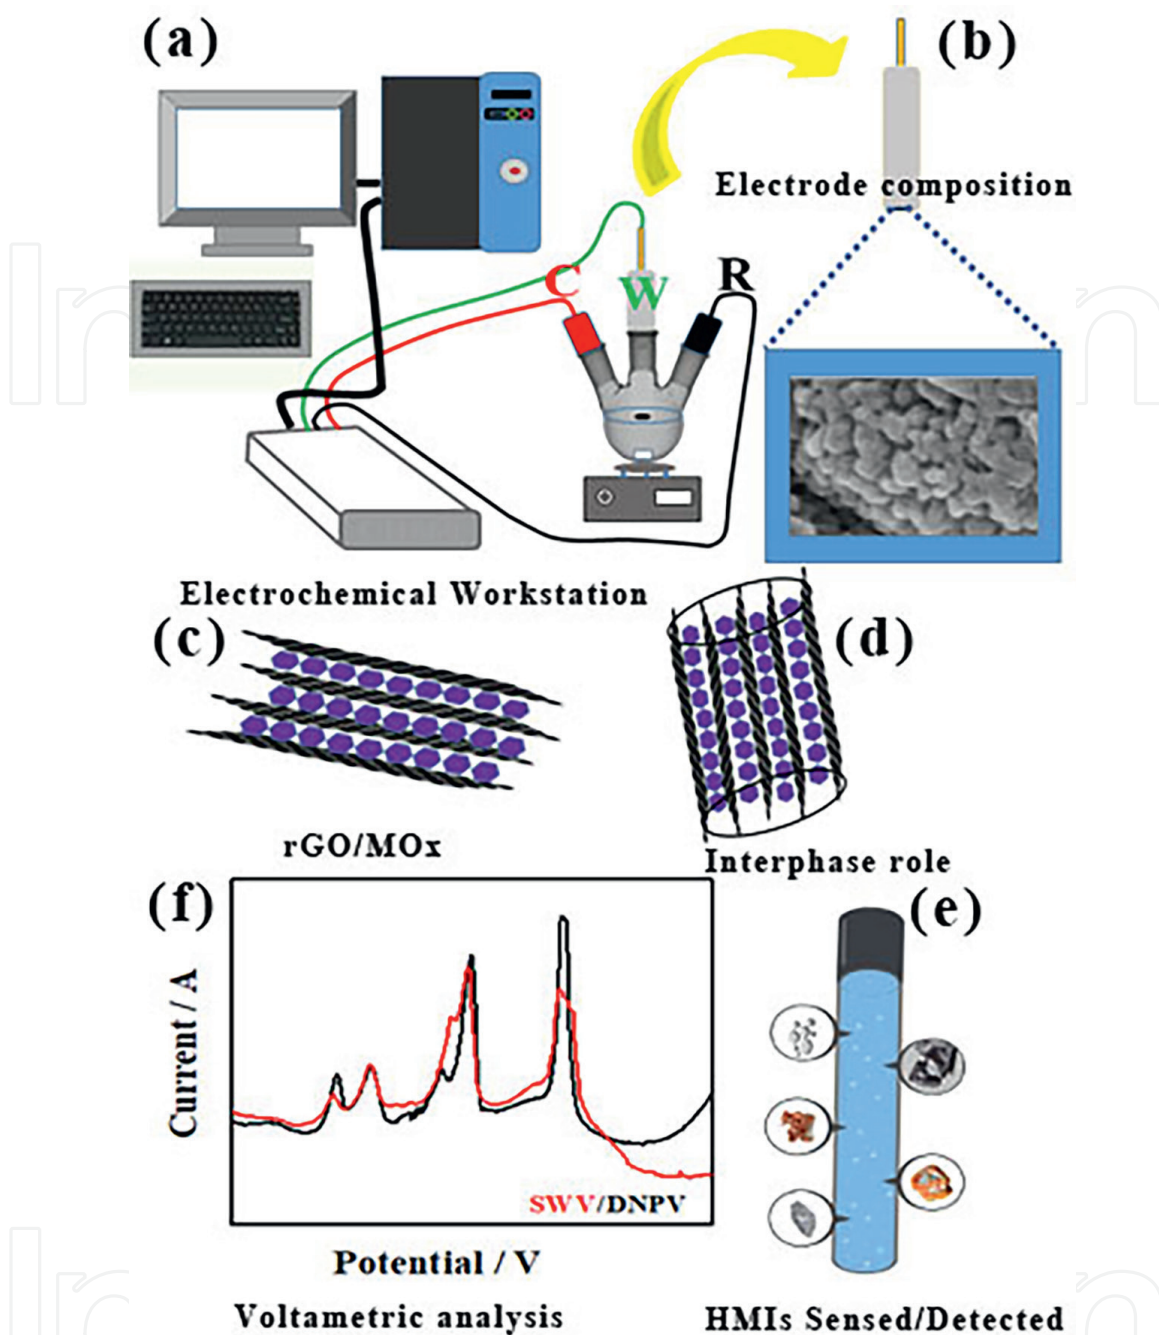 (a)
(b)
Electrode composition
C
W
R
Electrochemical Workstation
(c)
(d)
rGO/MOx
Interphase role
(f)
(e)
Current / A
SWV/DNPV
Potential / V
Voltametric analysis
HMIs Sensed/Detected